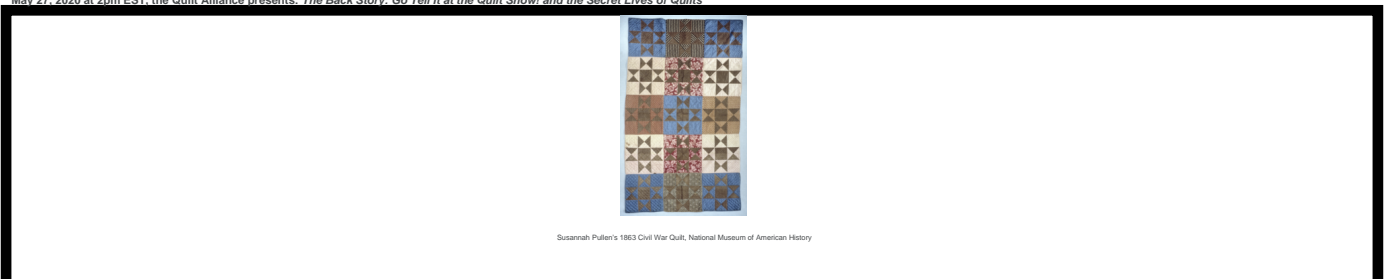 May 27, 2020 at 2pm EST, the Quilt Alliance presents: The Back Story: Go Tell It at the Quilt Show! and the Secret Lives of Quilts
Susannah Pullen's 1863 Civil War Quilt, National Museum of American History